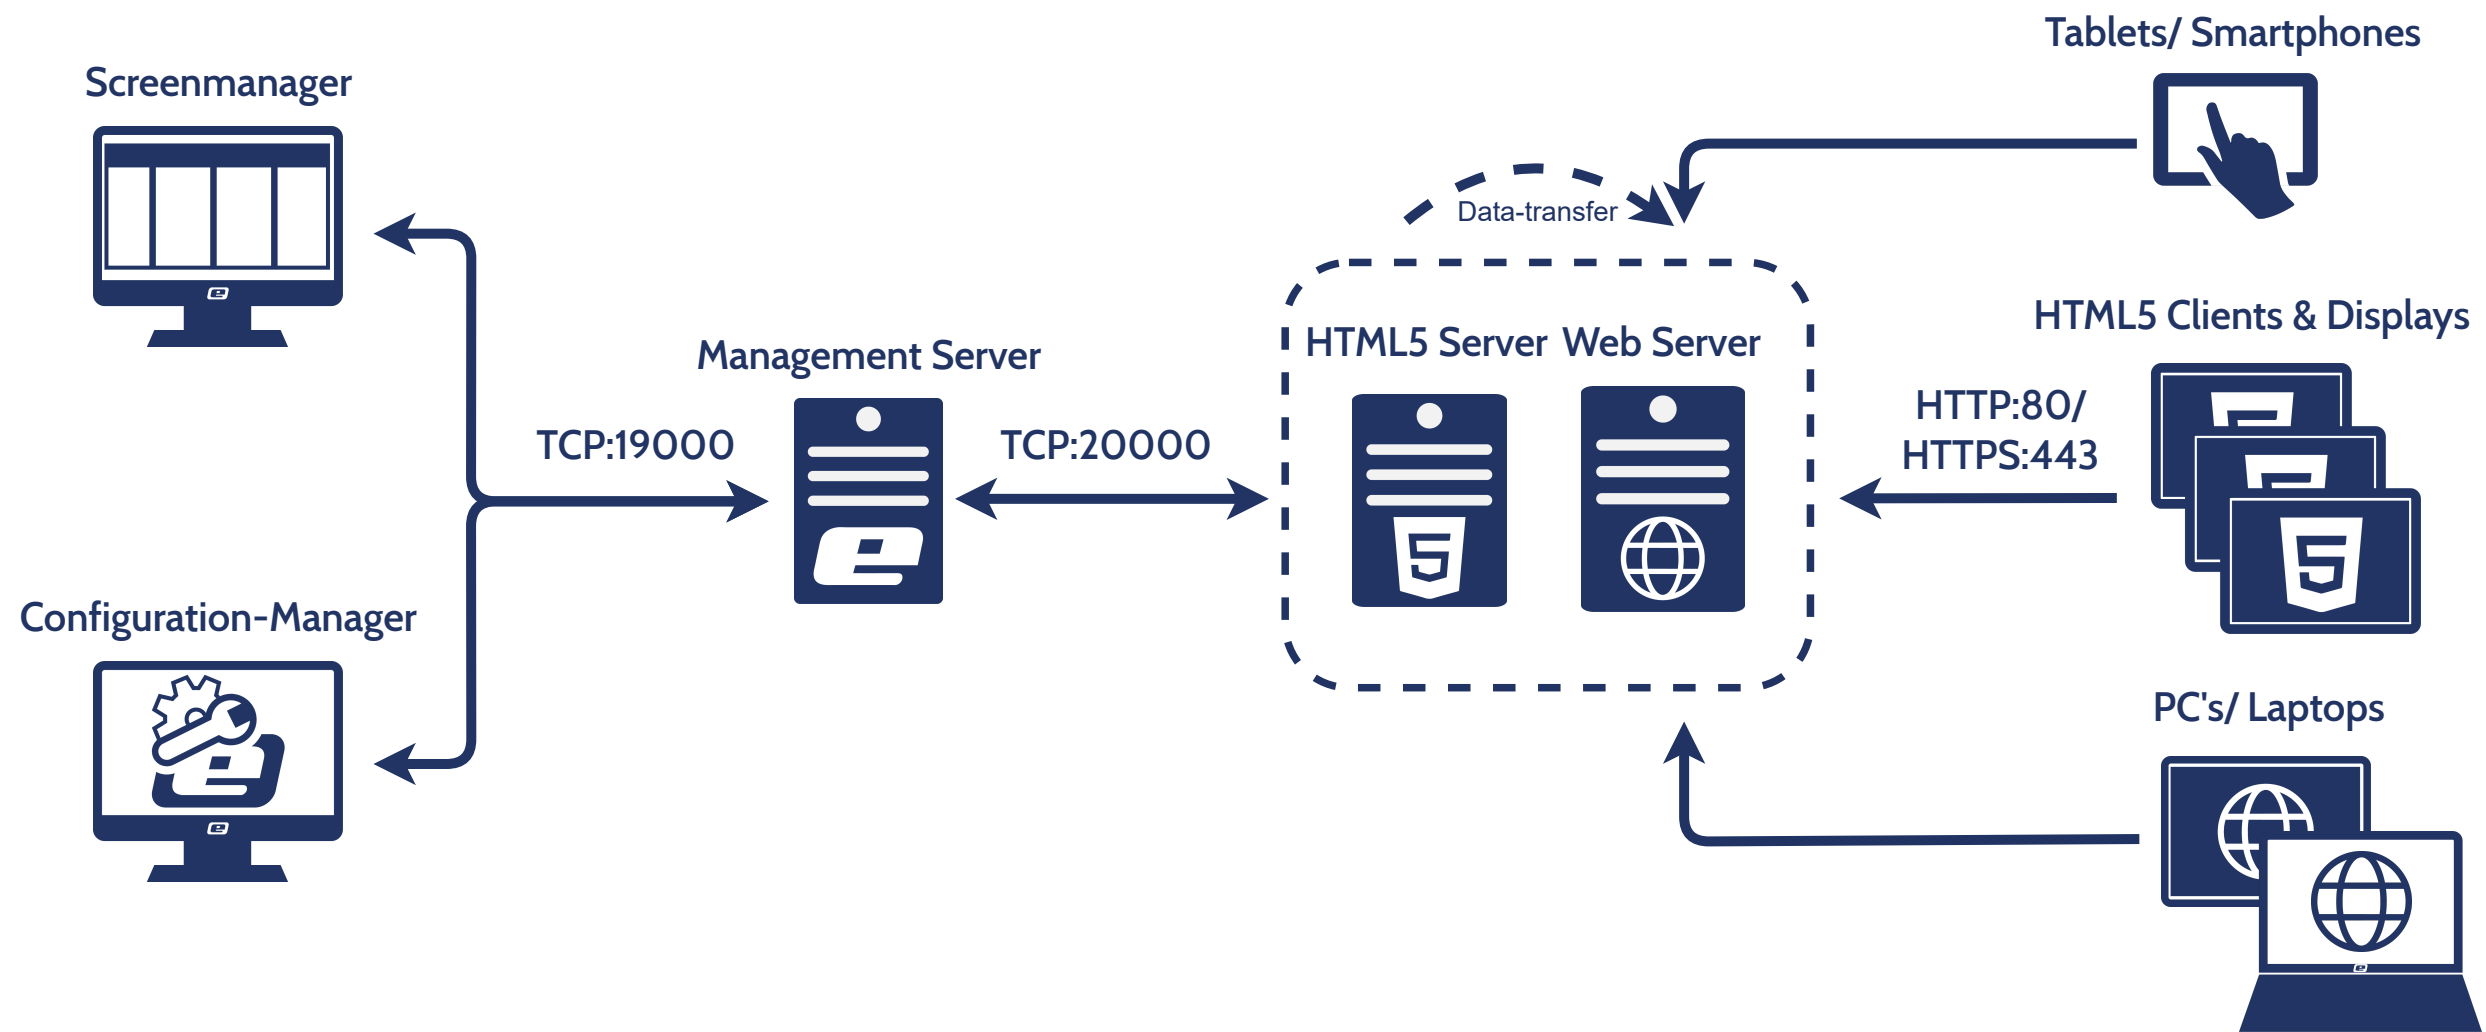 Tablets/ Smartphones
Screenmanager
Data-transfer
HTML5 Clients & Displays
HTML5 Server
Web Server
Management Server
HTTP:80/
HTTPS:443
TCP:19000
TCP:20000
Configuration-Manager
PC's/ Laptops